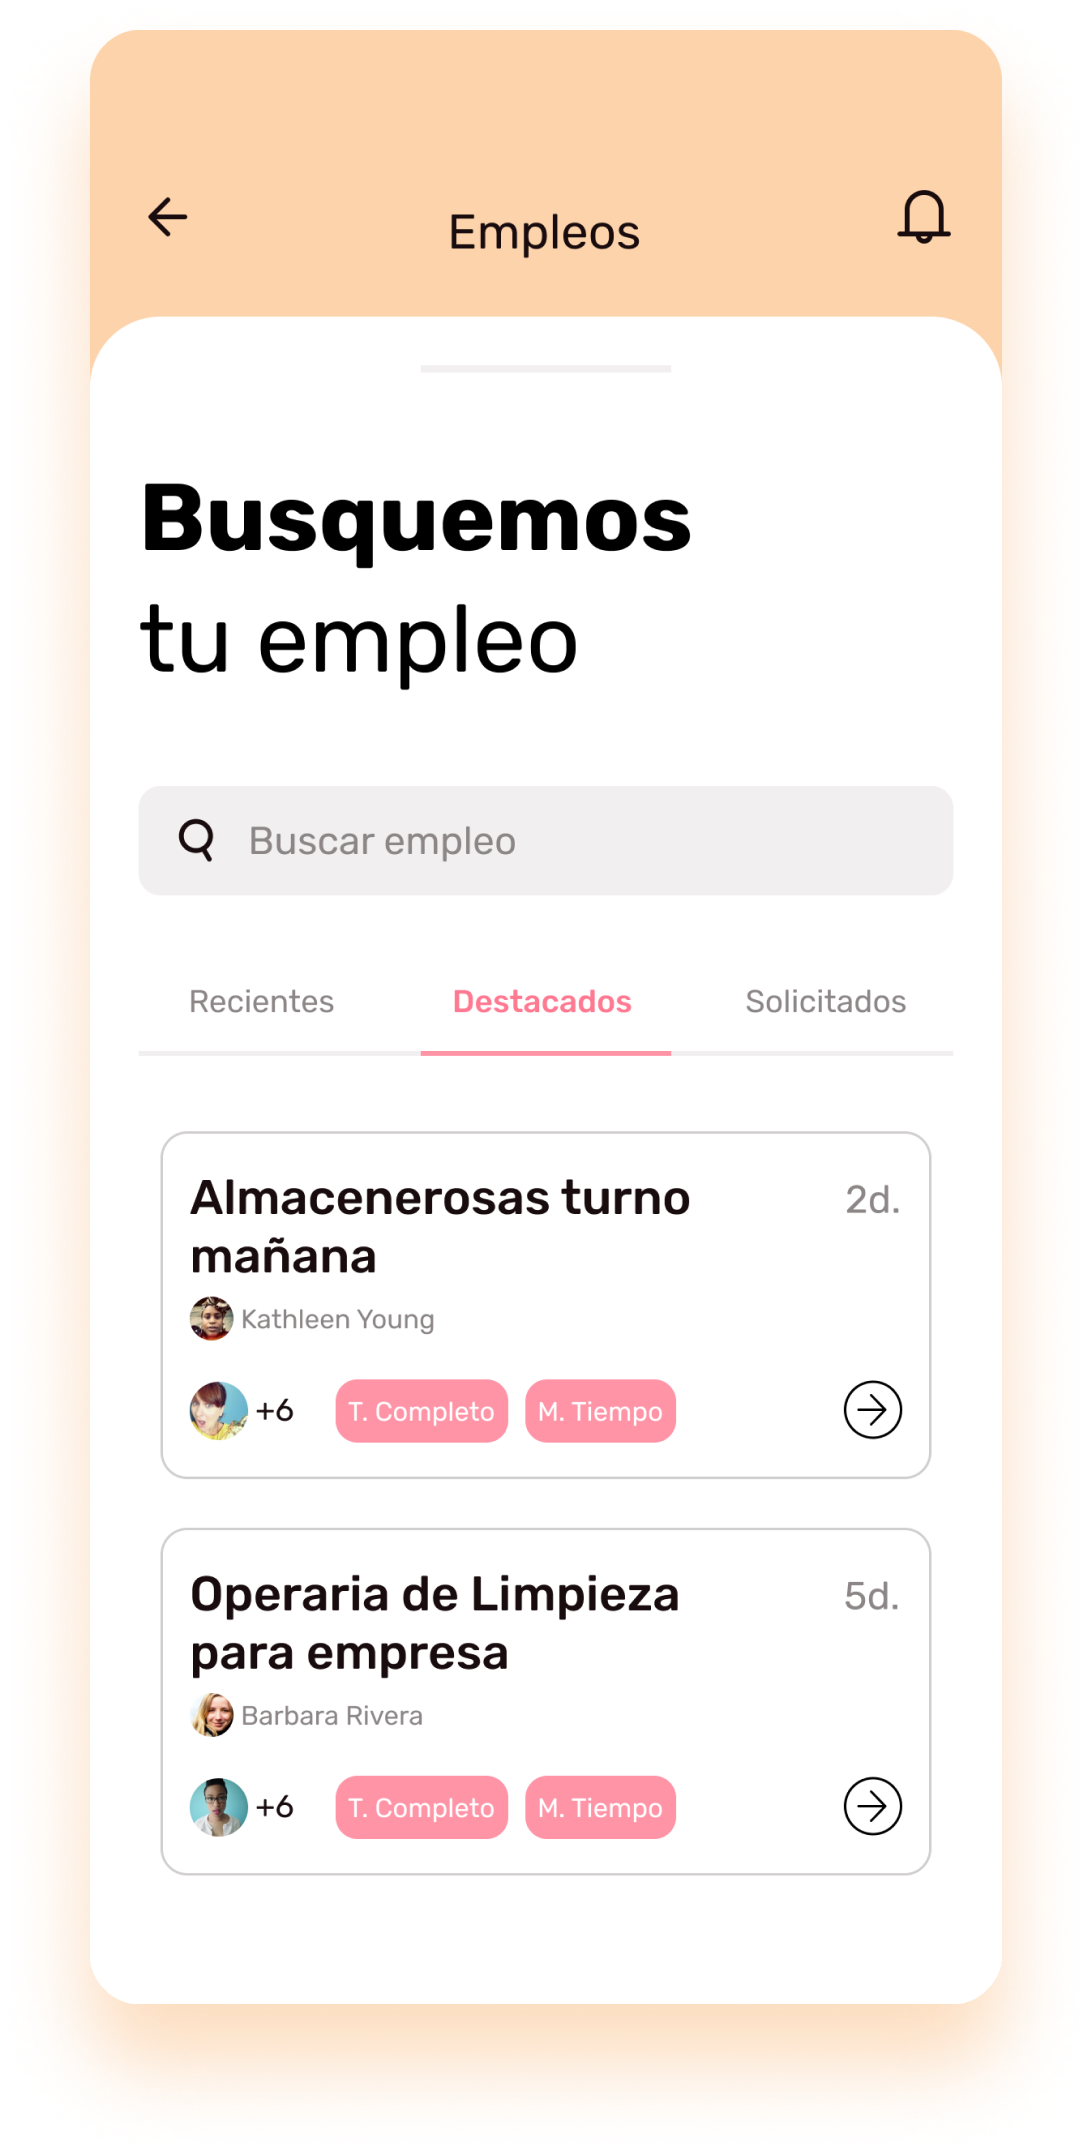 Empleos
Busquemos
tu empleo
Buscar empleo
Recientes Destacados Solicitados
Almacenerosas turno 2d.
mañana
Kathleen Young
+6 T. Completo M. Tiempo
Operaria de Limpieza 5d.
para empresa
Barbara Rivera
+6 T. Completo M. Tiempo